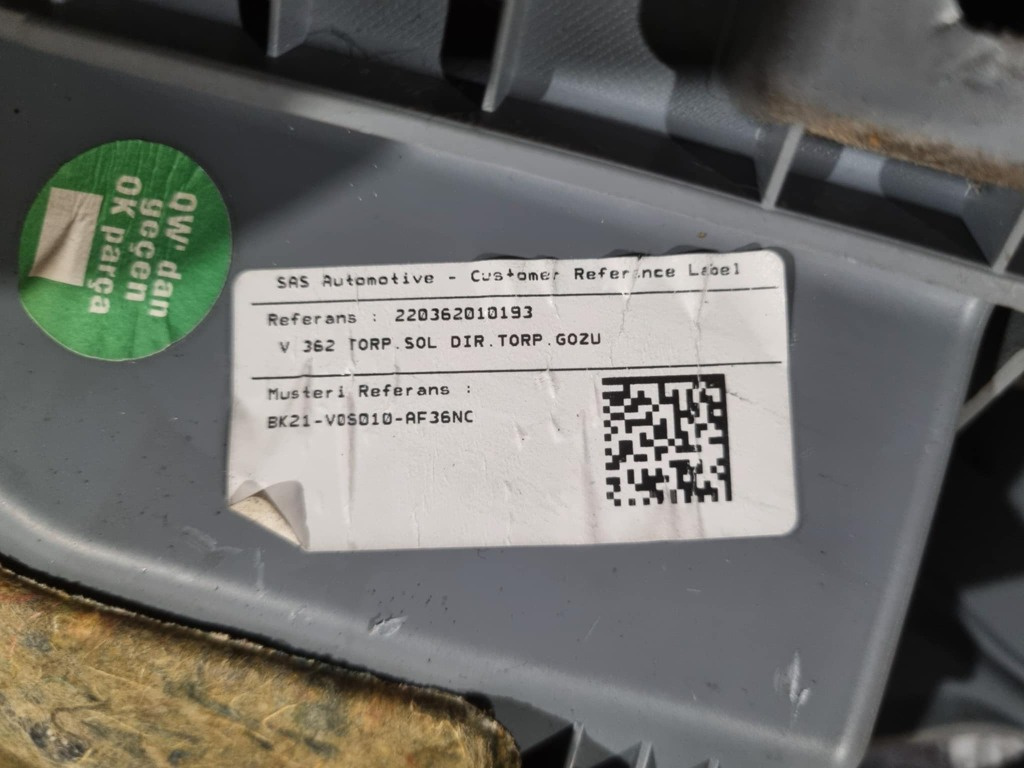 QW' dan
geçen
OK parça
SAS Automotive - Customer Reference Label
Referans : 220362010193
V 362 TORP.SOL DIR.TORP.GOZU
Musteri Referans :
BK21-V0S010-AF36NC